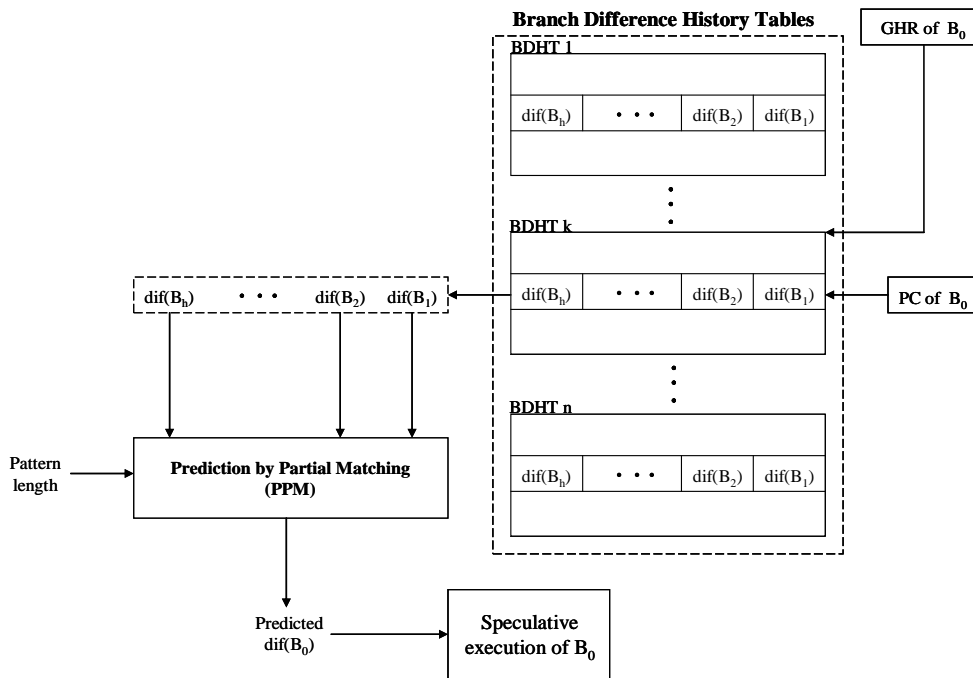 Branch Difference History Tables
GHR of B₀
BDHT 1
dif(Bₕ) • • • dif(B₂) dif(B₁)
BDHT k
dif(Bₕ) • • • dif(B₂) dif(B₁)
dif(Bₕ) • • • dif(B₂) dif(B₁)
PC of B₀
BDHT n
dif(Bₕ) • • • dif(B₂) dif(B₁)
Pattern
length
Prediction by Partial Matching
(PPM)
Predicted
dif(B₀)
Speculative
execution of B₀